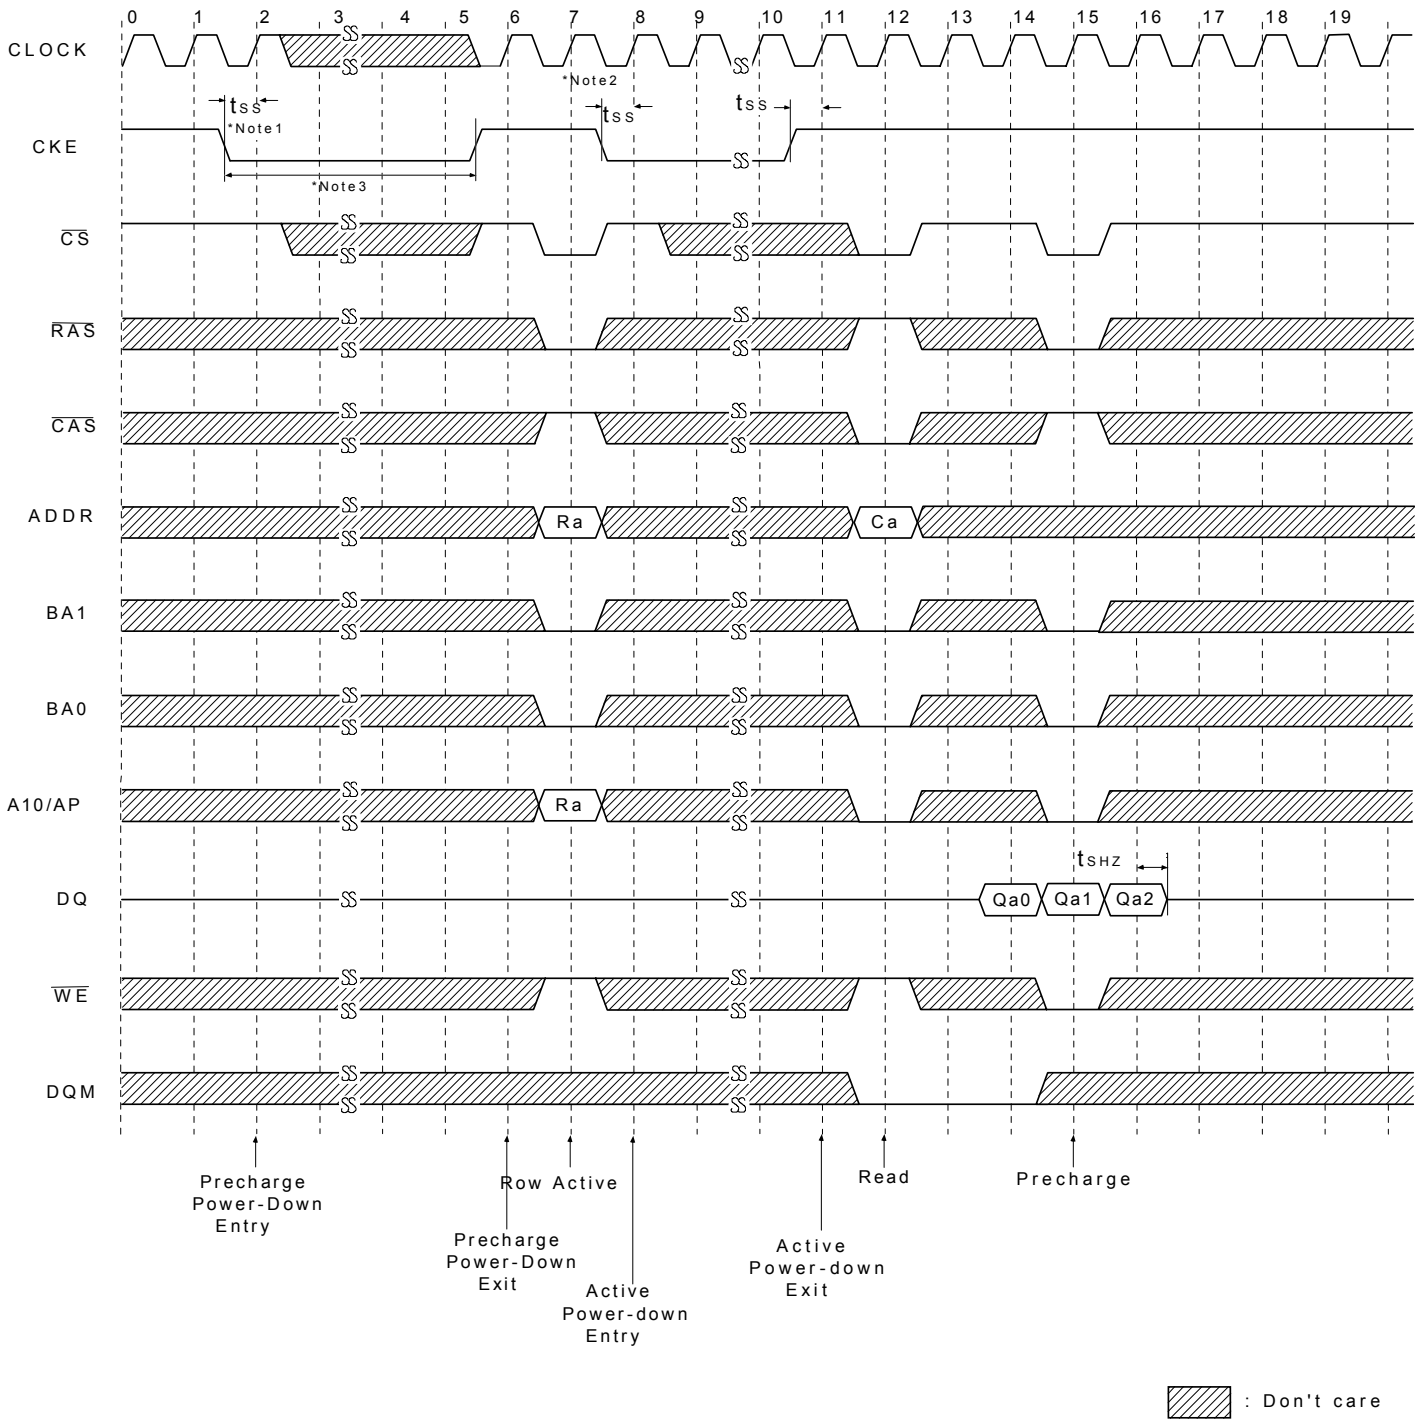 0 1 2 3 4 5 6 7 8 9 10 11 12 13 14 15 16 17 18 19
CLOCK
*Note2
tSS
tSS
tSS
*Note1
CKE
*Note3
CS
RAS
CAS
ADDR
Ra
Ca
BA1
BA0
A10/AP
Ra
tSHZ
DQ
Qa0
Qa1
Qa2
WE
DQM
Precharge
Power-Down
Entry
Row Active
Read
Precharge
Precharge
Power-Down
Exit
Active
Power-down
Exit
Active
Power-down
Entry
: Don't care